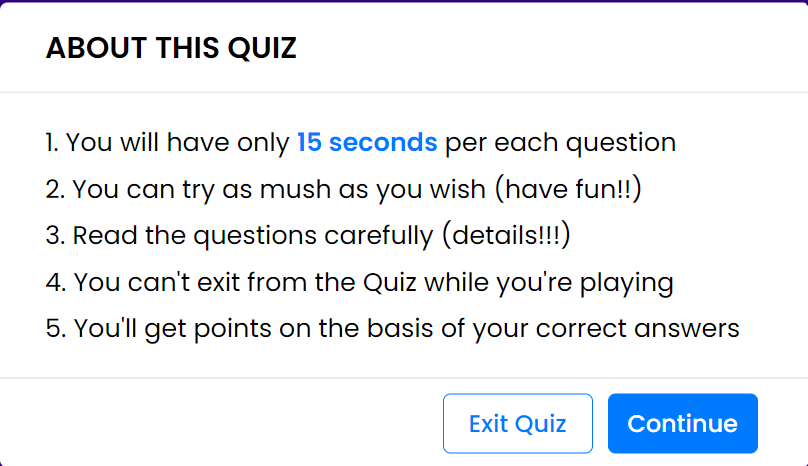 ABOUT THIS QUIZ
1. You will have only 15 seconds per each question
2. You can try as mush as you wish (have fun!!)
3. Read the questions carefully (details!!!)
4. You can't exit from the Quiz while you're playing
5. You'll get points on the basis of your correct answers
Exit Quiz Continue